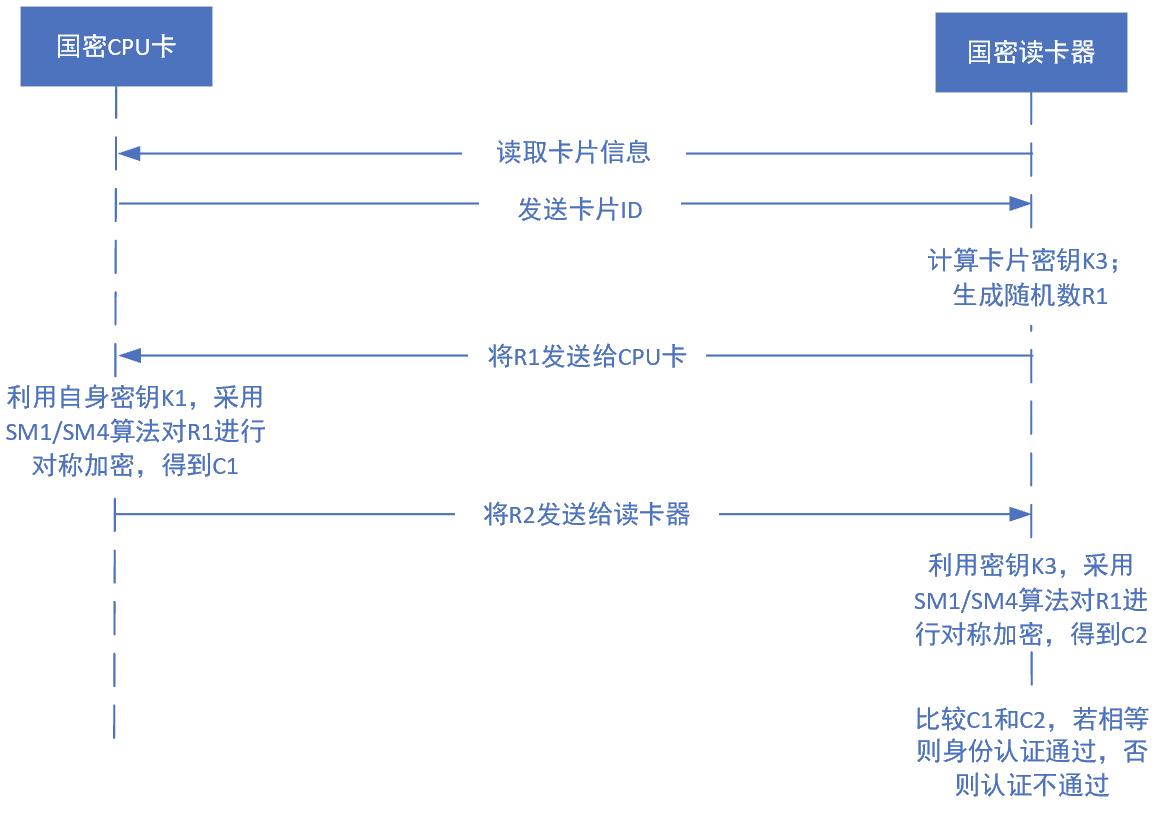 国密CPU卡
国密读卡器
读取卡片信息
发送卡片ID
计算卡片密钥K3；
生成随机数R1
将R1发送给CPU卡
利用自身密钥K1，采用
SM1/SM4算法对R1进行
对称加密，得到C1
将R2发送给读卡器
利用密钥K3，采用
SM1/SM4算法对R1进
行对称加密，得到C2
比较C1和C2，若相等
则身份认证通过，否
则认证不通过